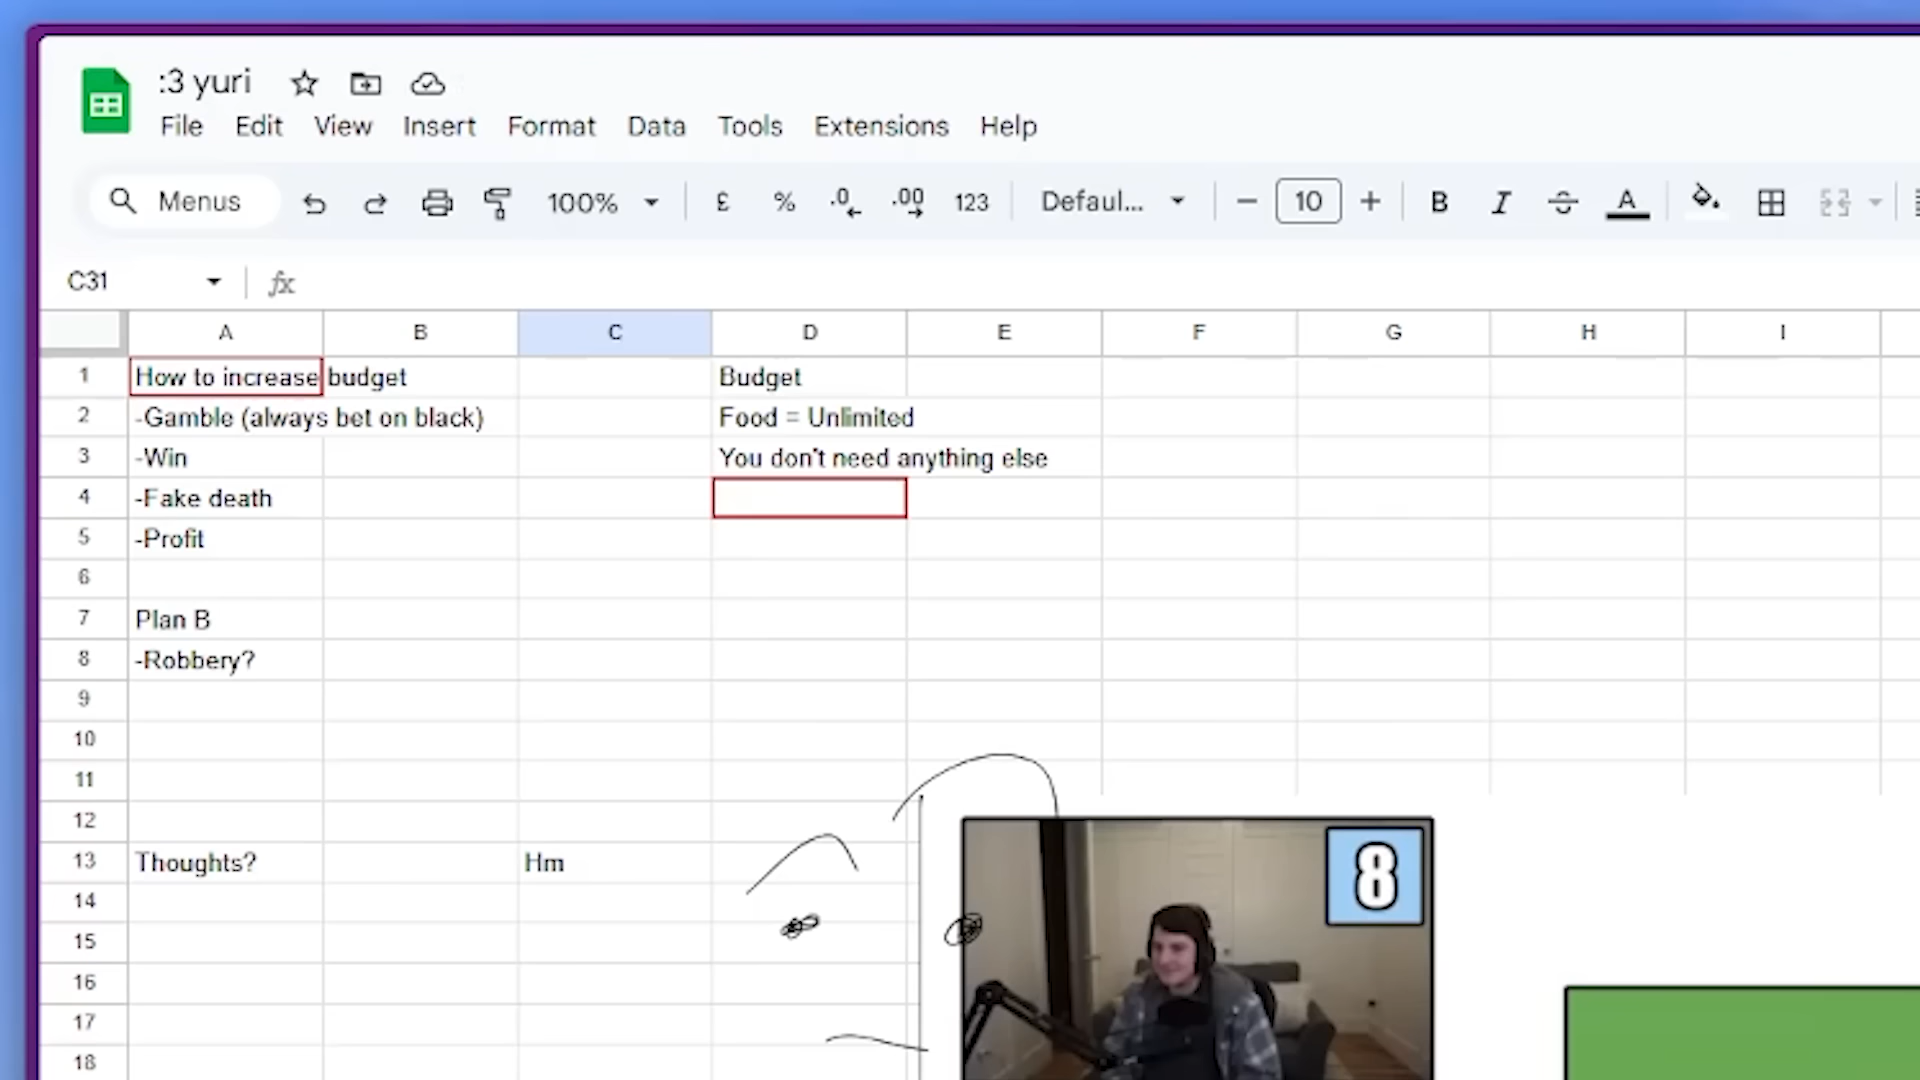 :3 yuri
File Edit View Insert Format Data Tools Extensions Help
Menus 100% £ % .0 .00 123 Defaul... 10 B I A
C31 fx
A B C D E F G H I
1 How to increase budget Budget
2 -Gamble (always bet on black) Food = Unlimited
3 -Win You don't need anything else
4 -Fake death
5 -Profit
6
7 Plan B
8 -Robbery?
9
10
11
12
13 Thoughts? Hm
14
15
16
17
18
8